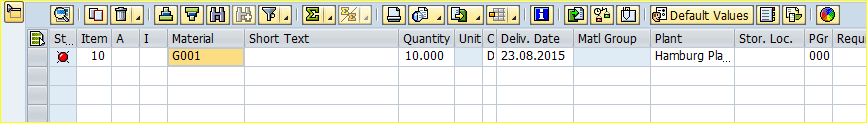 Default Values
St... Item A I Material Short Text Quantity Unit C Deliv. Date Matl Group Plant Stor. Loc. PGr Requi
10 G001 10.000 D 23.08.2015 Hamburg Pla... 000